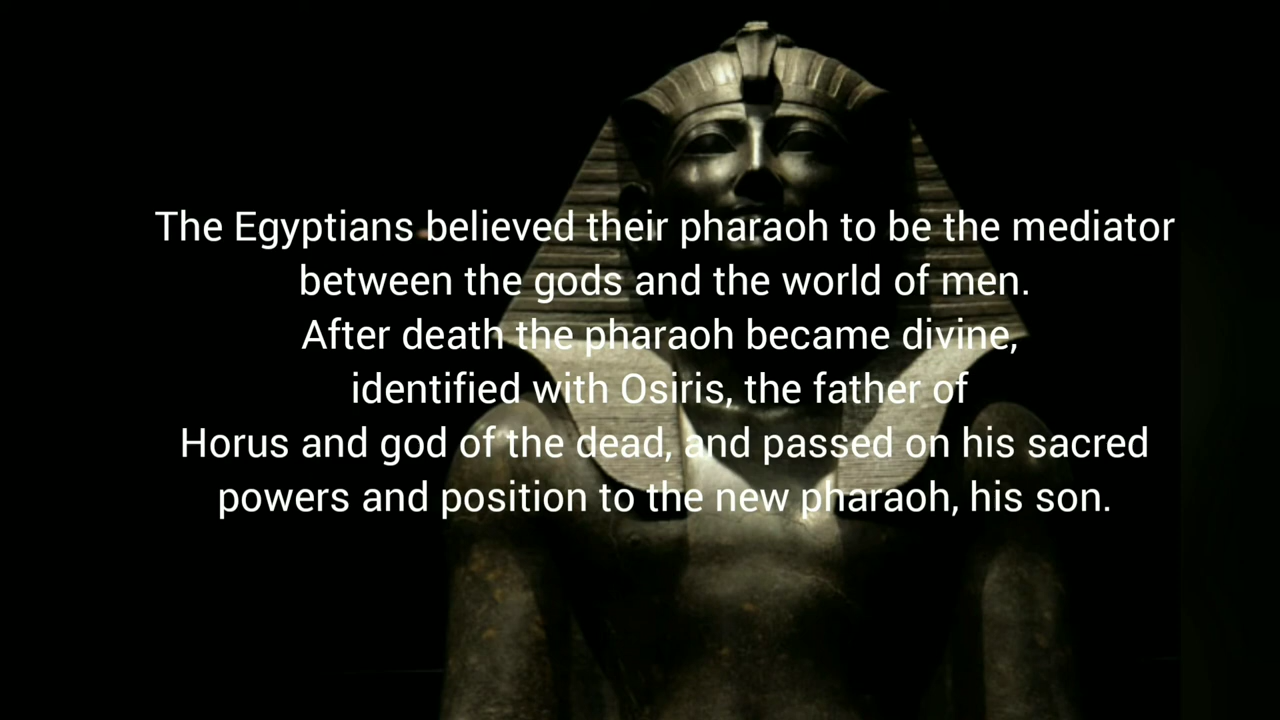 The Egyptians believed their pharaoh to be the mediator
between the gods and the world of men.
After death the pharaoh became divine,
identified with Osiris, the father of
Horus and god of the dead, and passed on his sacred
powers and position to the new pharaoh, his son.